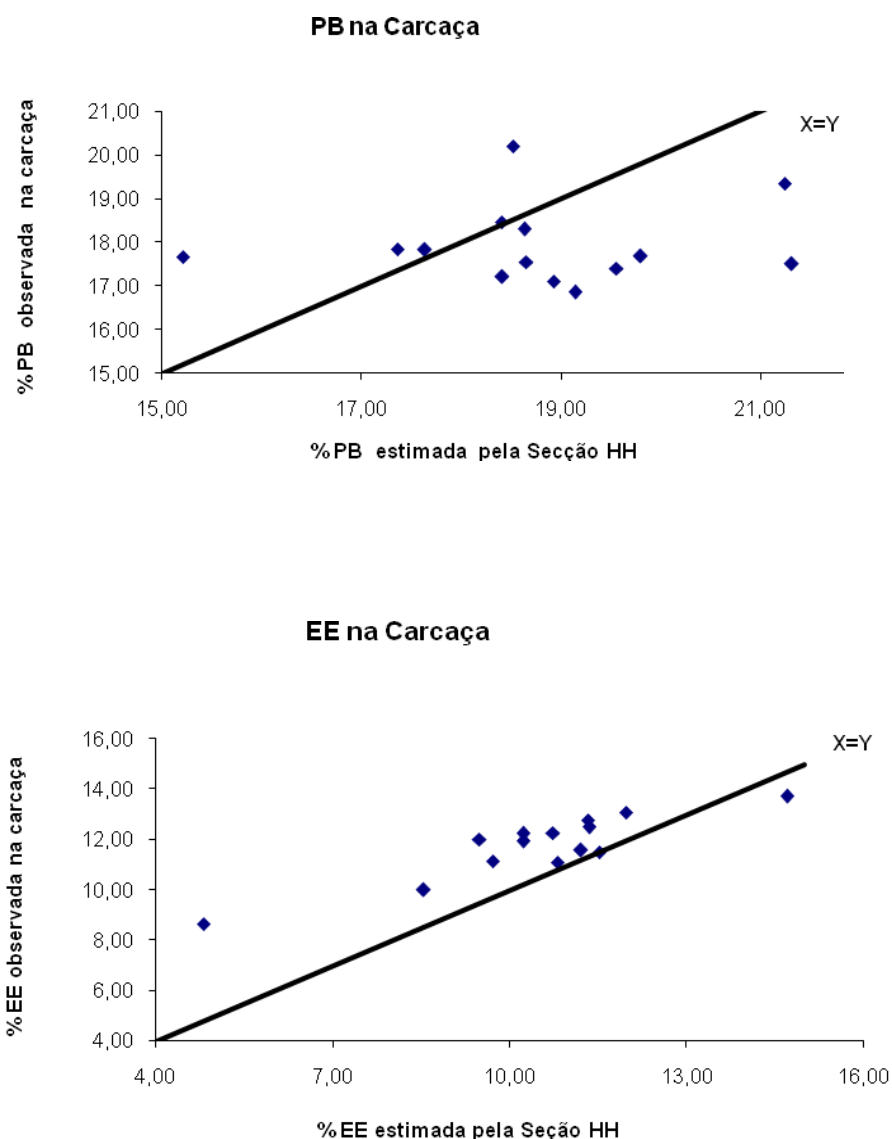 PB na Carcaça
%PB observada na carcaça
21,00
20,00
19,00
18,00
17,00
16,00
15,00
X=Y
15,00 17,00 19,00 21,00
%PB estimada pela Secção HH
EE na Carcaça
%EE observada na carcaça
16,00
14,00
12,00
10,00
8,00
6,00
4,00
X=Y
4,00 7,00 10,00 13,00 16,00
%EE estimada pela Seção HH